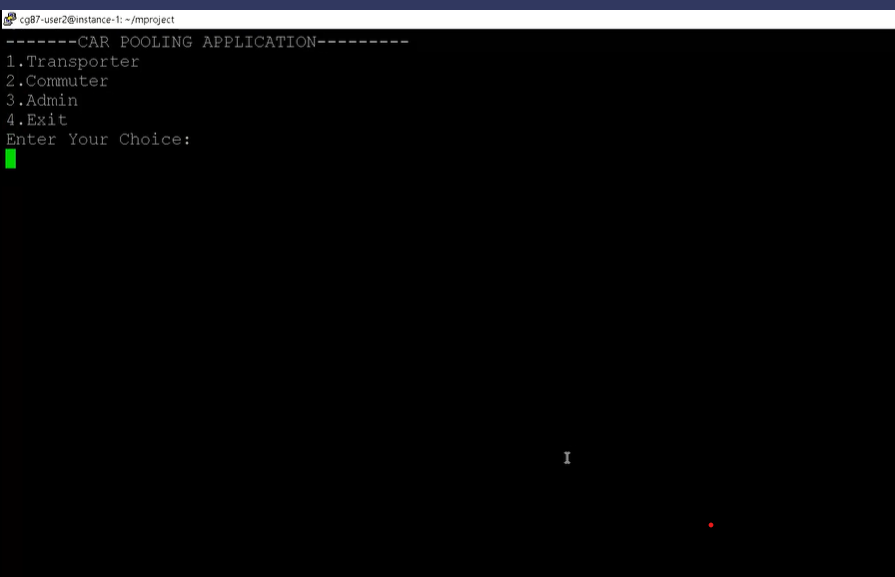 cg87-user2@instance-1: ~/mproject
-------CAR POOLING APPLICATION---------
1.Transporter
2.Commuter
3.Admin
4.Exit
Enter Your Choice: